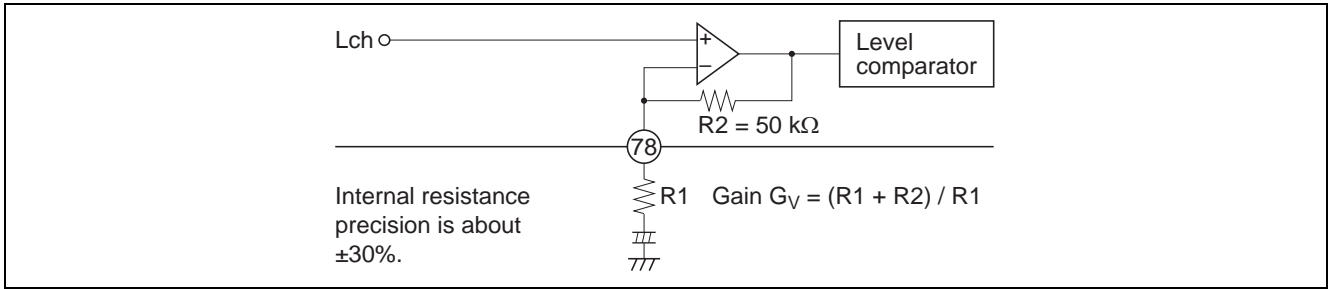 Lch
+
Level
comparator
−
R2 = 50 kΩ
78
Internal resistance
precision is about
±30%.
R1
Gain GV = (R1 + R2) / R1